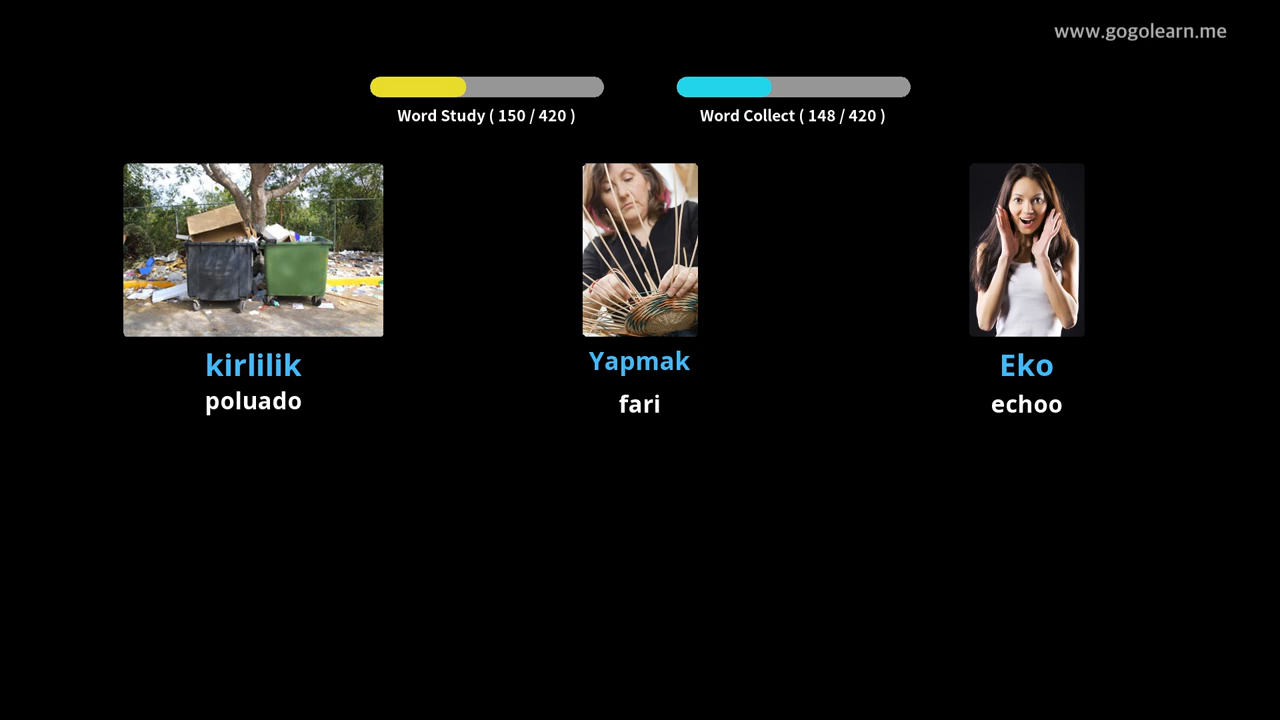 www.gogolearn.me
Word Study ( 150 / 420 )
Word Collect ( 148 / 420 )
kirlilik
poluado
Yapmak
fari
Eko
echoo